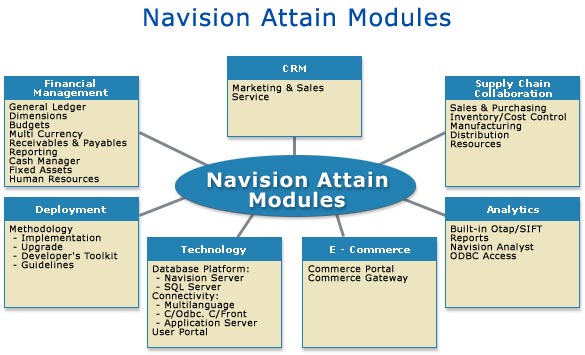 Navision Attain Modules
CRM
Marketing & Sales
Service
Financial
Management
General Ledger
Dimensions
Budgets
Multi Currency
Receivables & Payables
Reporting
Cash Manager
Fixed Assets
Human Resources
Supply Chain
Collaboration
Sales & Purchasing
Inventory/Cost Control
Manufacturing
Distribution
Resources
Navision Attain
Modules
Deployment
Methodology
- Implementation
- Upgrade
- Developer's Toolkit
- Guidelines
Technology
Database Platform:
- Navision Server
- SQL Server
Connectivity:
- Multilanguage
- C/Odbc. C/Front
- Application Server
User Portal
E - Commerce
Commerce Portal
Commerce Gateway
Analytics
Built-in Otap/SIFT
Reports
Navision Analyst
ODBC Access